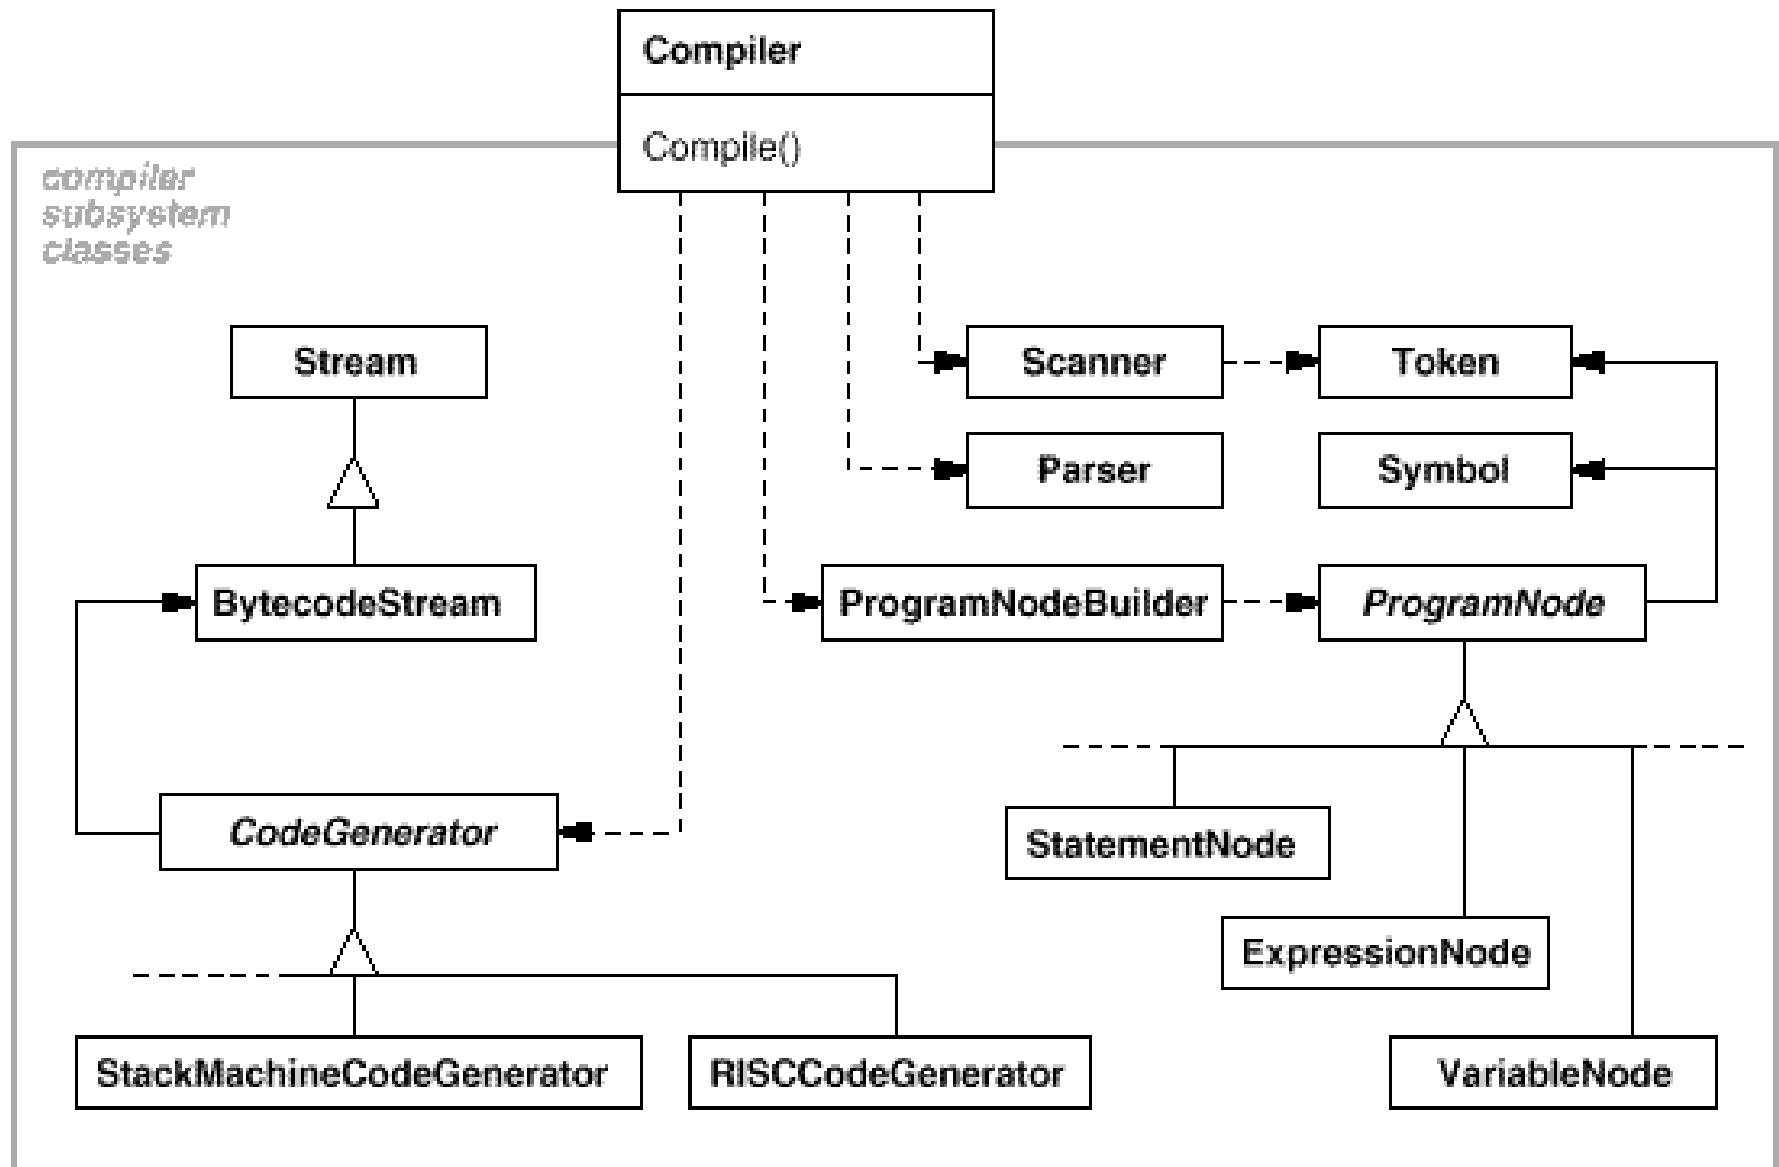 Compiler
Compile()
compiler
subsystem
classes
Stream
Scanner
Token
Parser
Symbol
BytecodeStream
ProgramNodeBuilder
ProgramNode
CodeGenerator
StatementNode
ExpressionNode
StackMachineCodeGenerator
RISCCodeGenerator
VariableNode